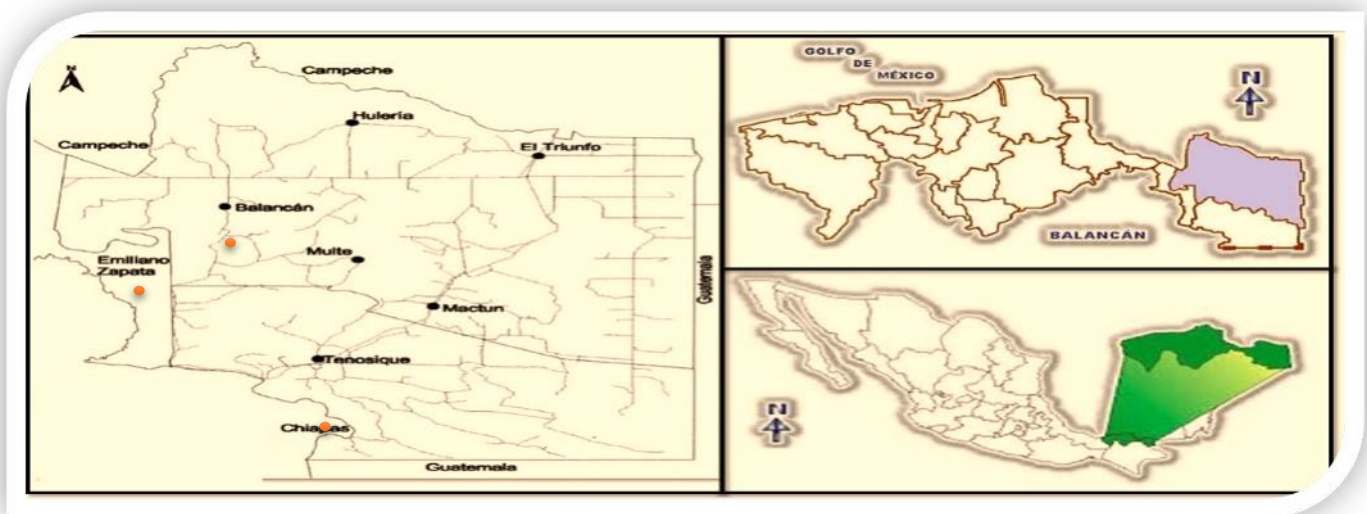 N
Campeche
Hulería
Campeche
El Triunfo
Balancán
Multe
Emiliano
Zapata
Guatemala
Mactun
Tenosique
Chiapas
Guatemala
GOLFO
DE
MÉXICO
N
BALANCÁN
N